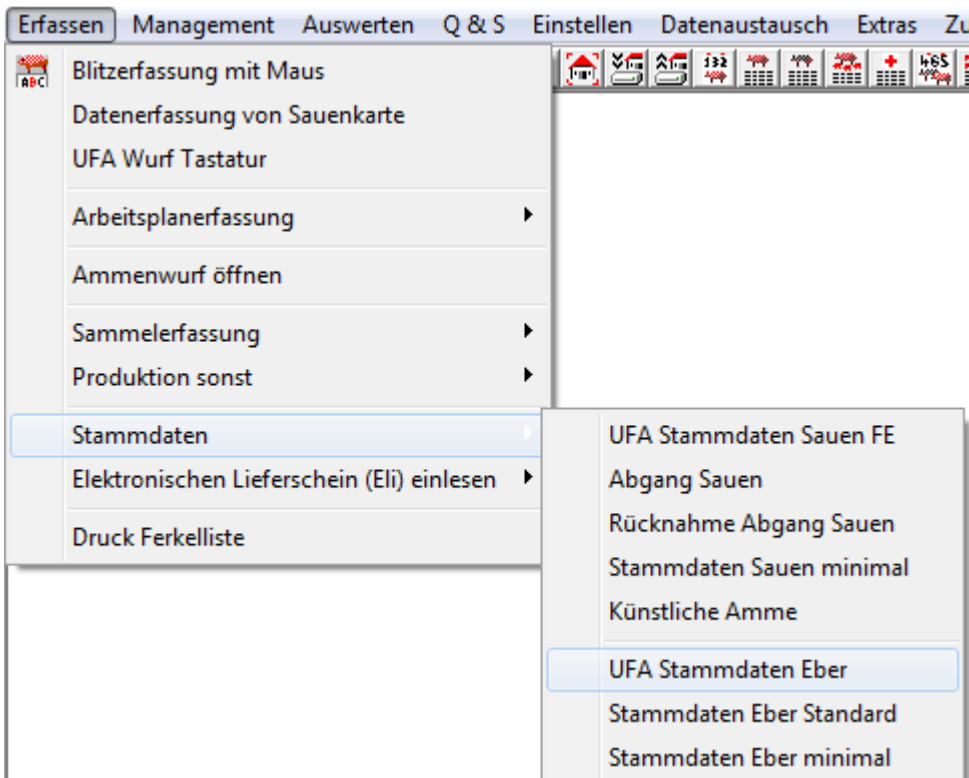 Erfassen Management Auswerten Q & S Einstellen Datenaustausch Extras Zu
ABC Blitzerfassung mit Maus
Datenerfassung von Sauenkarte
UFA Wurf Tastatur
Arbeitsplanerfassung
Ammenwurf öffnen
Sammelerfassung
Produktion sonst
Stammdaten
Elektronischen Lieferschein (Eli) einlesen
Druck Ferkelliste
UFA Stammdaten Sauen FE
Abgang Sauen
Rücknahme Abgang Sauen
Stammdaten Sauen minimal
Künstliche Amme
UFA Stammdaten Eber
Stammdaten Eber Standard
Stammdaten Eber minimal